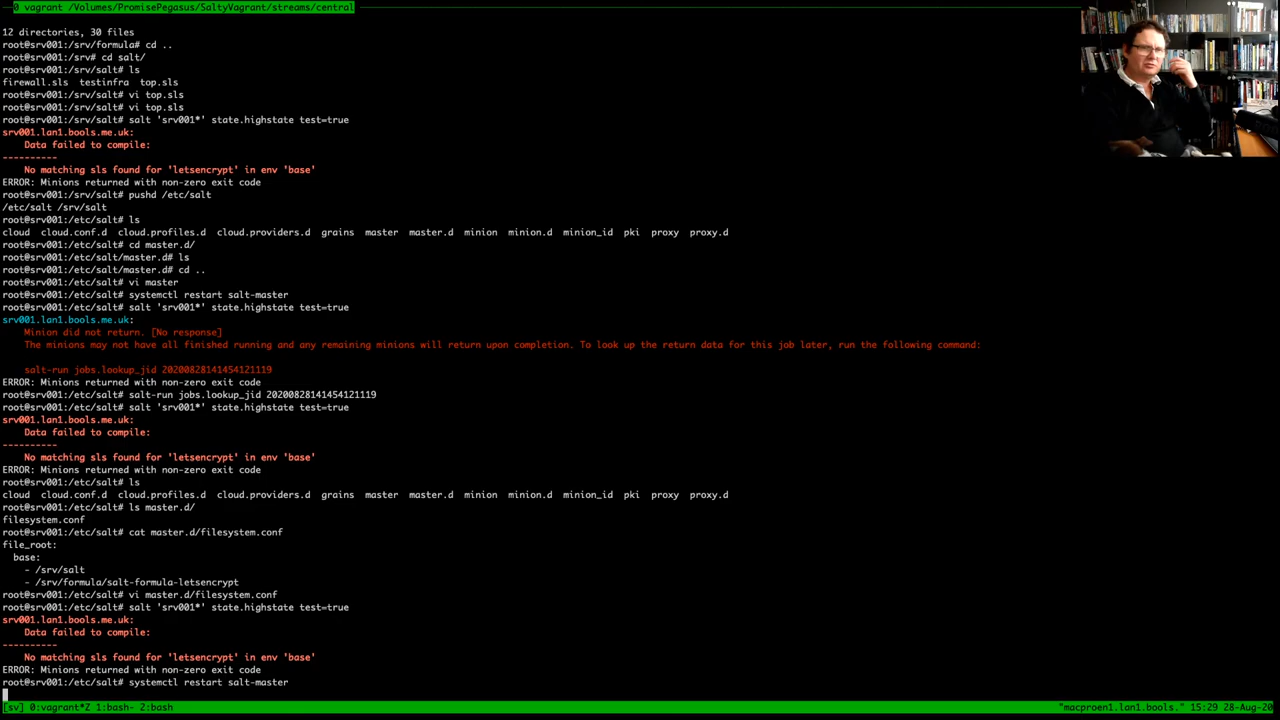 0 vagrant /Volumes/PromisePegasus/SaltyVagrant/streams/central
12 directories, 30 files
root@srv001:/srv/formula# cd ..
root@srv001:/srv# cd salt/
root@srv001:/srv/salt# ls
firewall.sls  testinfra  top.sls
root@srv001:/srv/salt# vi top.sls
root@srv001:/srv/salt# vi top.sls
root@srv001:/srv/salt# salt 'srv001*' state.highstate test=true
srv001.lan1.bools.me.uk:
    Data failed to compile:
----------
    No matching sls found for 'letsencrypt' in env 'base'
ERROR: Minions returned with non-zero exit code
root@srv001:/srv/salt# pushd /etc/salt
/etc/salt /srv/salt
root@srv001:/etc/salt# ls
cloud  cloud.conf.d  cloud.profiles.d  cloud.providers.d  grains  master  master.d  minion  minion.d  minion_id  pki  proxy  proxy.d
root@srv001:/etc/salt# cd master.d/
root@srv001:/etc/salt/master.d# ls
root@srv001:/etc/salt/master.d# cd ..
root@srv001:/etc/salt# vi master
root@srv001:/etc/salt# systemctl restart salt-master
root@srv001:/etc/salt# salt 'srv001*' state.highstate test=true
srv001.lan1.bools.me.uk:
    Minion did not return. [No response]
    The minions may not have all finished running and any remaining minions will return upon completion. To look up the return data for this job later, run the following command:
    salt-run jobs.lookup_jid 20200828141454121119
ERROR: Minions returned with non-zero exit code
root@srv001:/etc/salt# salt-run jobs.lookup_jid 20200828141454121119
root@srv001:/etc/salt# salt 'srv001*' state.highstate test=true
srv001.lan1.bools.me.uk:
    Data failed to compile:
----------
    No matching sls found for 'letsencrypt' in env 'base'
ERROR: Minions returned with non-zero exit code
root@srv001:/etc/salt# ls
cloud  cloud.conf.d  cloud.profiles.d  cloud.providers.d  grains  master  master.d  minion  minion.d  minion_id  pki  proxy  proxy.d
root@srv001:/etc/salt# ls master.d/
filesystem.conf
root@srv001:/etc/salt# cat master.d/filesystem.conf
file_root:
  base:
    - /srv/salt
    - /srv/formula/salt-formula-letsencrypt
root@srv001:/etc/salt# vi master.d/filesystem.conf
root@srv001:/etc/salt# salt 'srv001*' state.highstate test=true
srv001.lan1.bools.me.uk:
    Data failed to compile:
----------
    No matching sls found for 'letsencrypt' in env 'base'
ERROR: Minions returned with non-zero exit code
root@srv001:/etc/salt# systemctl restart salt-master
[sv] 0:vagrant*Z 1:bash- 2:bash "macproen1.lan1.bools." 15:29 28-Aug-20